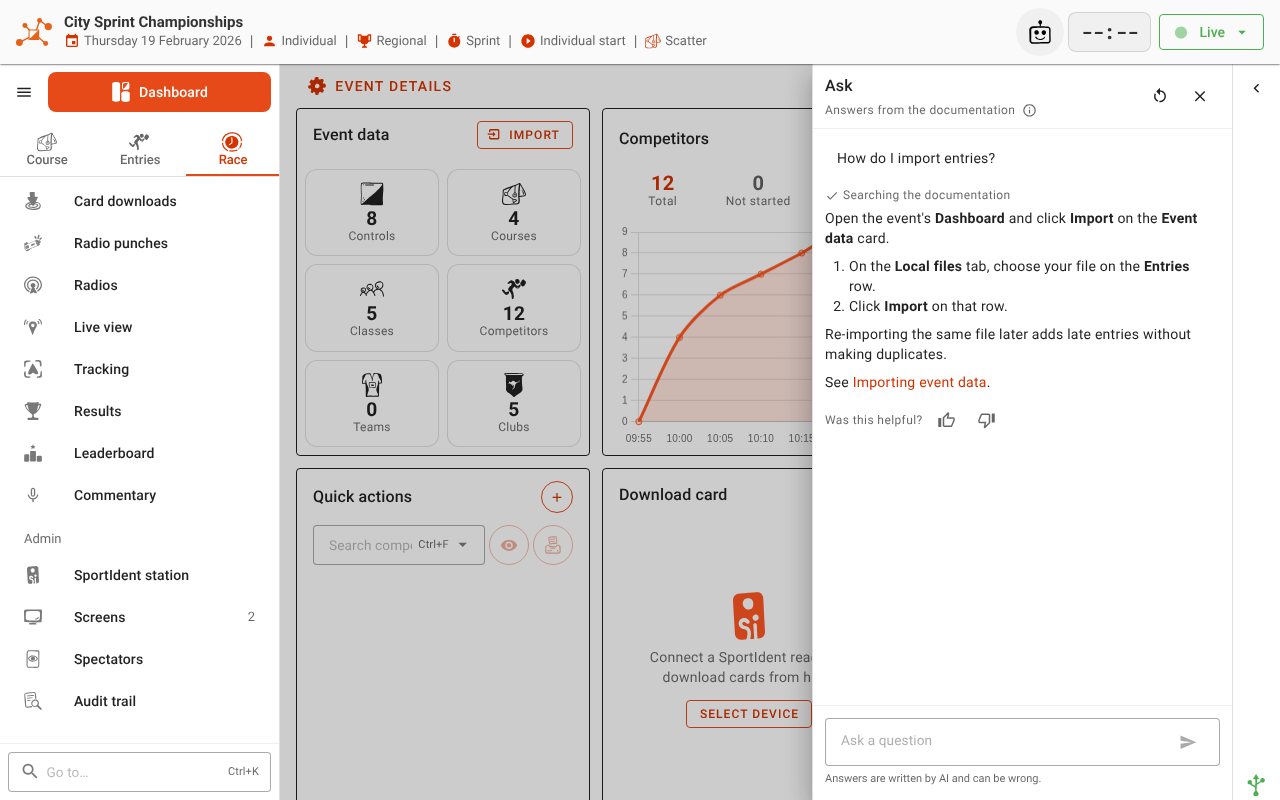 City Sprint Championships
Thursday 19 February 2026 | Individual | Regional | Sprint | Individual start | Scatter
--:--
Live
Dashboard
Course
Entries
Race
Card downloads
Radio punches
Radios
Live view
Tracking
Results
Leaderboard
Commentary
Admin
SportIdent station
Screens 2
Spectators
Audit trail
Go to... Ctrl+K
EVENT DETAILS
Event data
IMPORT
8
Controls
4
Courses
5
Classes
12
Competitors
0
Teams
5
Clubs
Competitors
12
Total
0
Not started
9
8
7
6
5
4
3
2
1
0
09:55 10:00 10:05 10:10 10:15
Quick actions
Search compe Ctrl+F
Download card
Si
Connect a SportIdent rea
download cards from h
SELECT DEVICE
Ask
Answers from the documentation
How do I import entries?
Searching the documentation
Open the event's Dashboard and click Import on the Event
data card.
1. On the Local files tab, choose your file on the Entries
row.
2. Click Import on that row.
Re-importing the same file later adds late entries without
making duplicates.
See Importing event data.
Was this helpful?
Ask a question
Answers are written by AI and can be wrong.